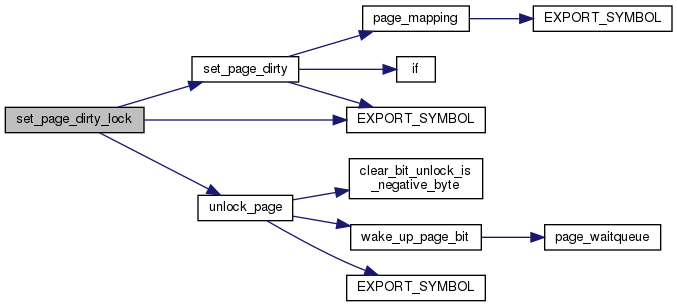 page_mapping
EXPORT_SYMBOL
set_page_dirty
if
set_page_dirty_lock
EXPORT_SYMBOL
clear_bit_unlock_is
_negative_byte
unlock_page
wake_up_page_bit
page_waitqueue
EXPORT_SYMBOL